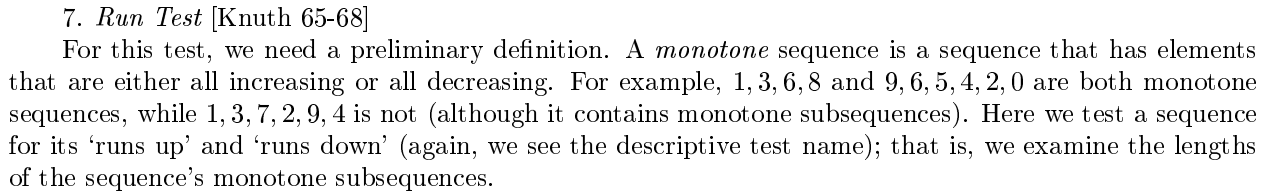 7. Run Test [Knuth 65-68]
For this test, we need a preliminary definition. A monotone sequence is a sequence that has elements
that are either all increasing or all decreasing. For example, 1, 3, 6, 8 and 9, 6, 5, 4, 2, 0 are both monotone
sequences, while 1, 3, 7, 2, 9, 4 is not (although it contains monotone subsequences). Here we test a sequence
for its ‘runs up’ and ‘runs down’ (again, we see the descriptive test name); that is, we examine the lengths
of the sequence’s monotone subsequences.